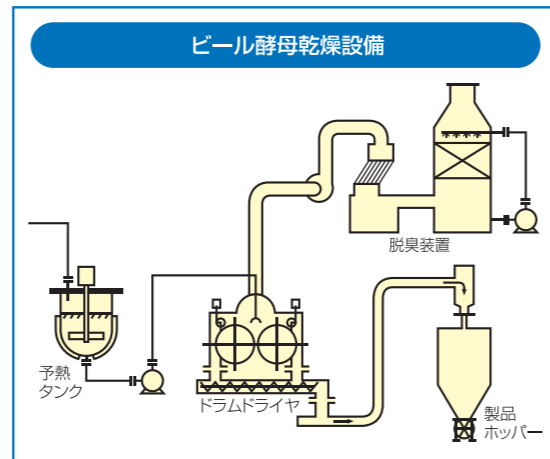 ビール酵母乾燥設備
脱臭装置
予熱
タンク
ドラムドライヤ
製品
ホッパー